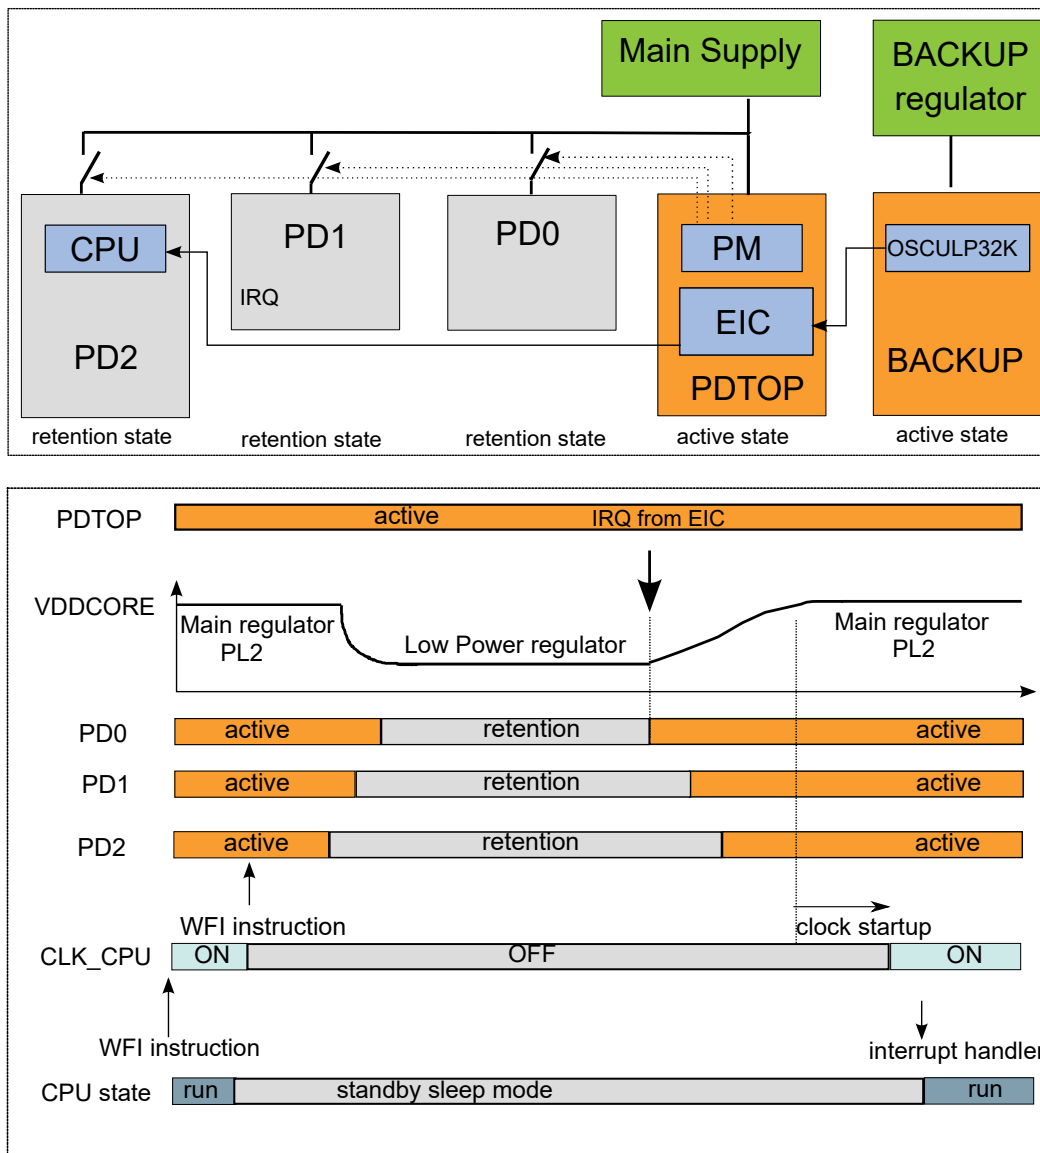 Main Supply
BACKUP
regulator
CPU
PD2
PD1
IRQ
PD0
PM
EIC
PDTOP
OSCULP32K
BACKUP
retention state
retention state
retention state
active state
active state
PDTOP
active
IRQ from EIC
VDDCORE
Main regulator
PL2
Low Power regulator
Main regulator
PL2
PD0
active
retention
active
PD1
active
retention
active
PD2
active
retention
active
WFI instruction
clock startup
CLK_CPU
ON
OFF
ON
WFI instruction
interrupt handler
CPU state
run
standby sleep mode
run